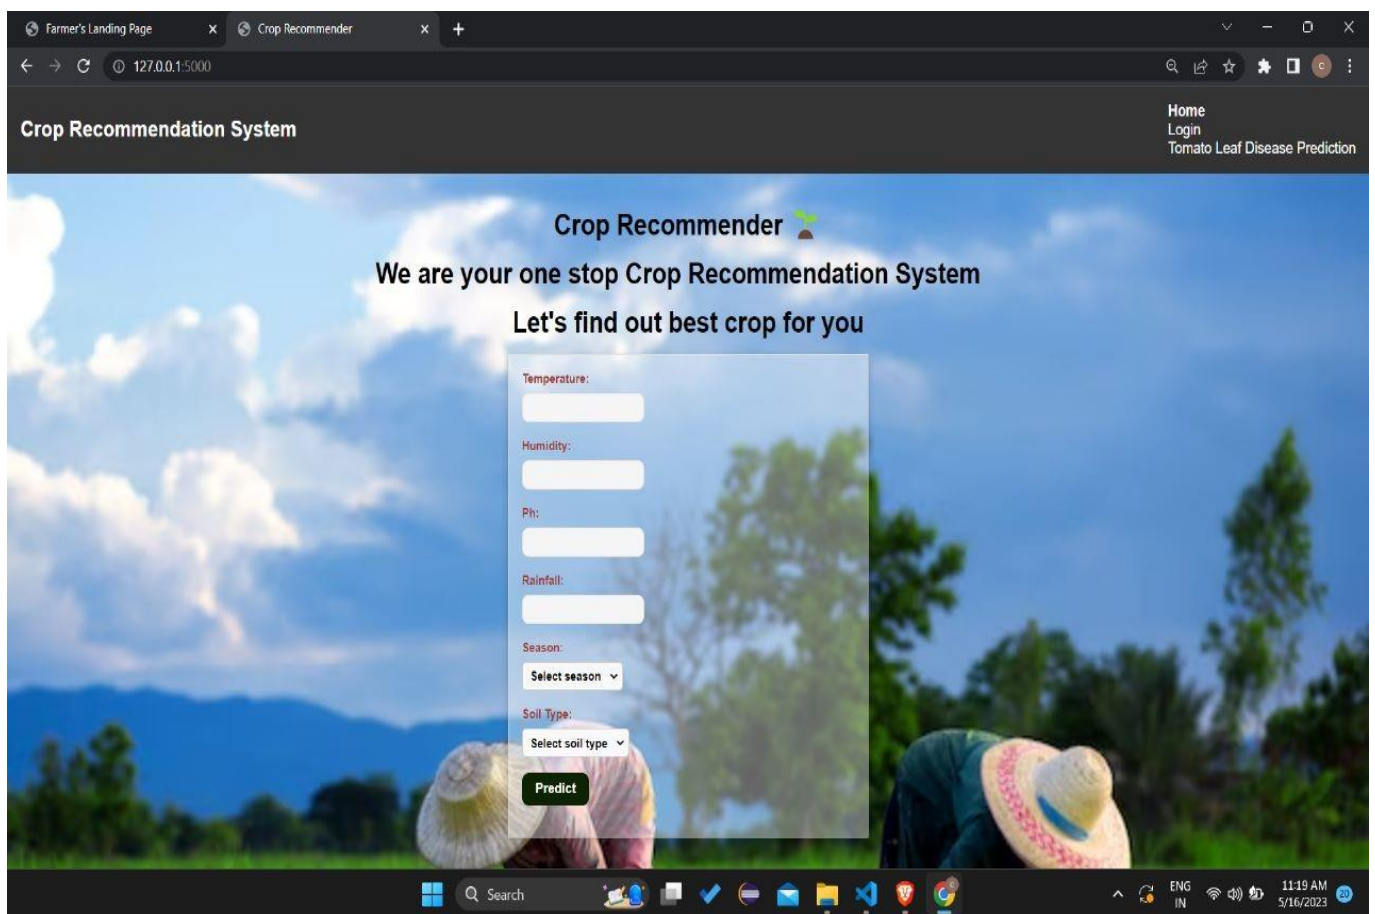 Farmer's Landing Page
Crop Recommender
127.0.0.1:5000
Crop Recommendation System
Home
Login
Tomato Leaf Disease Prediction
Crop Recommender
We are your one stop Crop Recommendation System
Let's find out best crop for you
Temperature:
Humidity:
Ph:
Rainfall:
Season:
Select season
Soil Type:
Select soil type
Predict
Search
ENG
IN
11:19 AM
5/16/2023
20